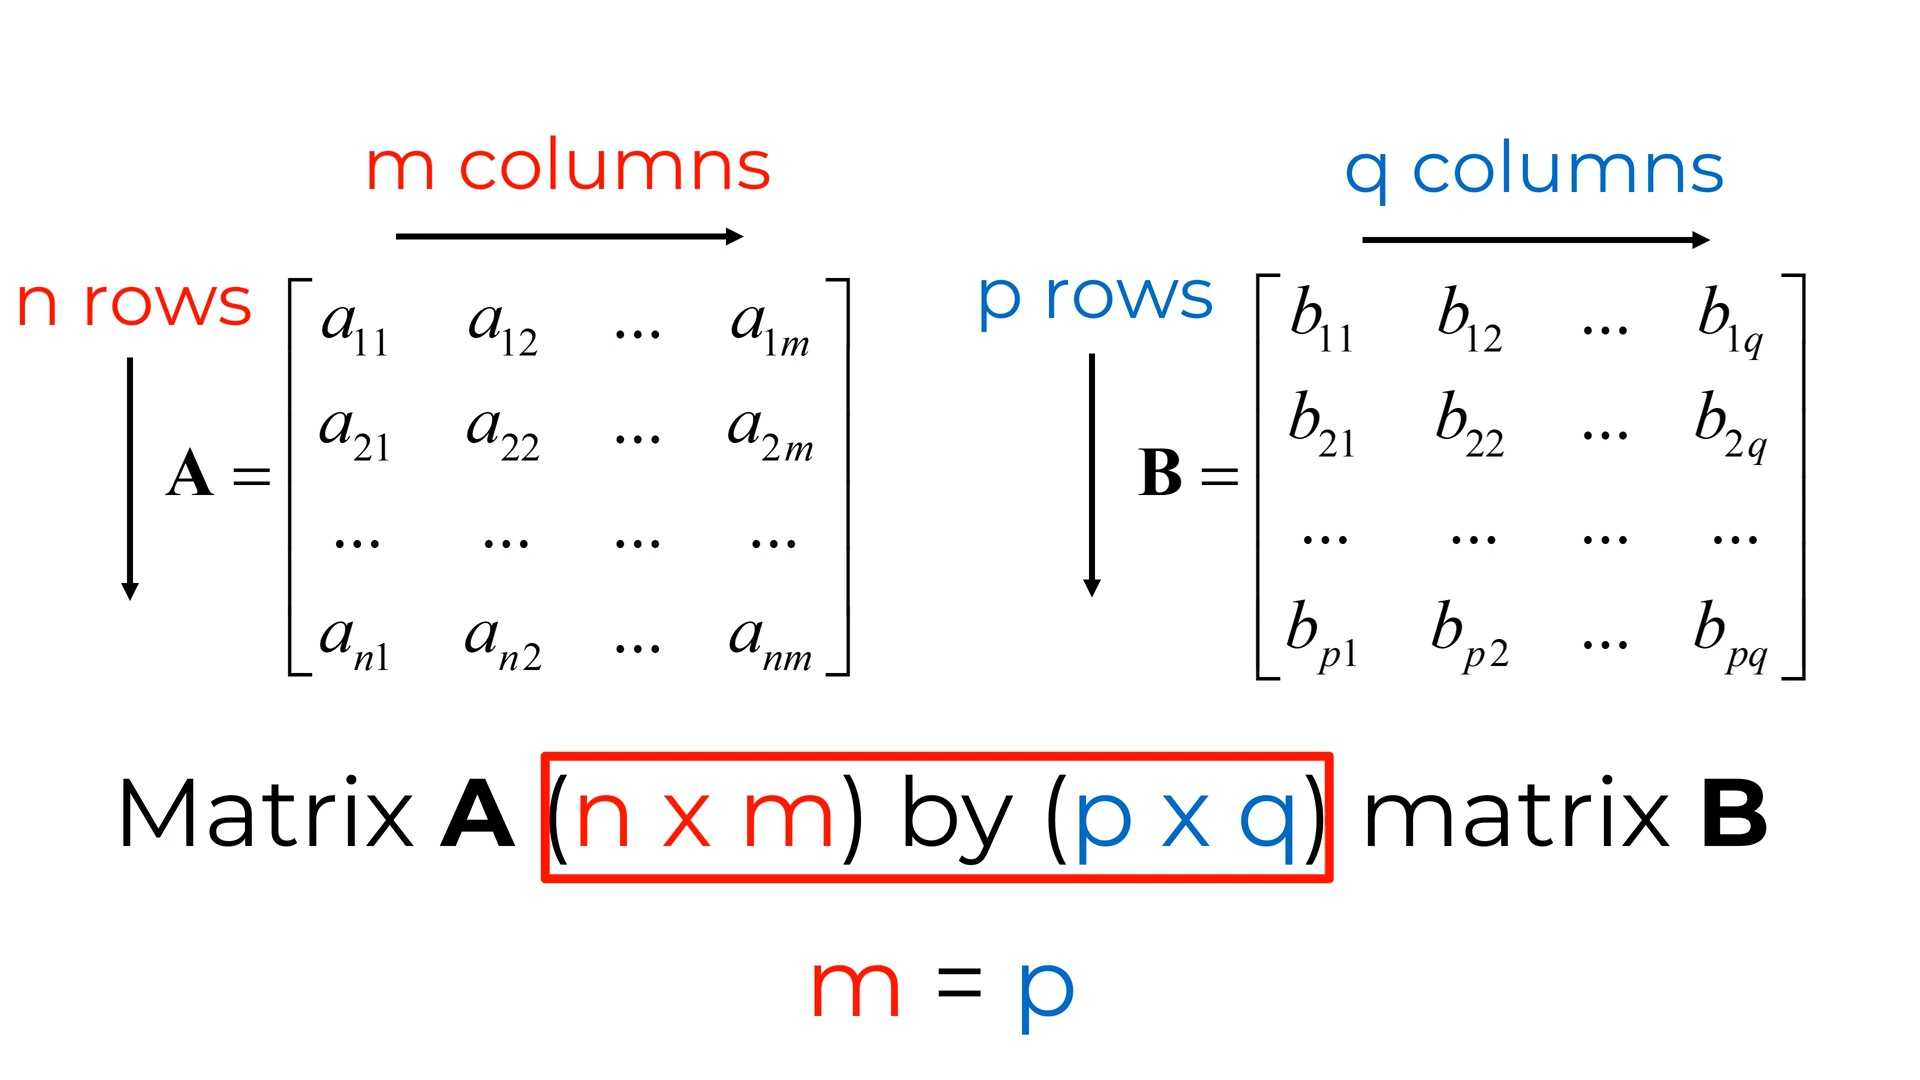 m columns
q columns
n rows
p rows
A = [ a11 a12 ... a1m
a21 a22 ... a2m
... ... ... ...
an1 an2 ... anm ]
B = [ b11 b12 ... b1q
b21 b22 ... b2q
... ... ... ...
bp1 bp2 ... bpq ]
Matrix A (n x m) by (p x q) matrix B
m = p